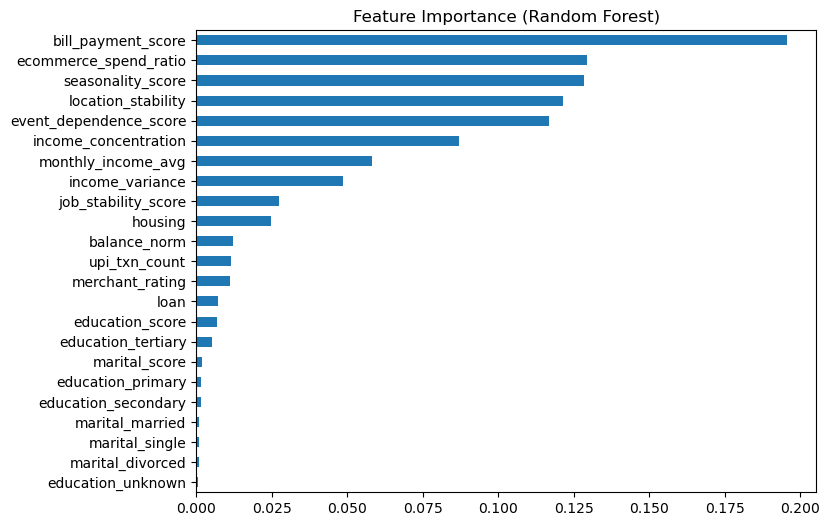 Feature Importance (Random Forest)
bill_payment_score
ecommerce_spend_ratio
seasonality_score
location_stability
event_dependence_score
income_concentration
monthly_income_avg
income_variance
job_stability_score
housing
balance_norm
upi_txn_count
merchant_rating
loan
education_score
education_tertiary
marital_score
education_primary
education_secondary
marital_married
marital_single
marital_divorced
education_unknown
0.000 0.025 0.050 0.075 0.100 0.125 0.150 0.175 0.200